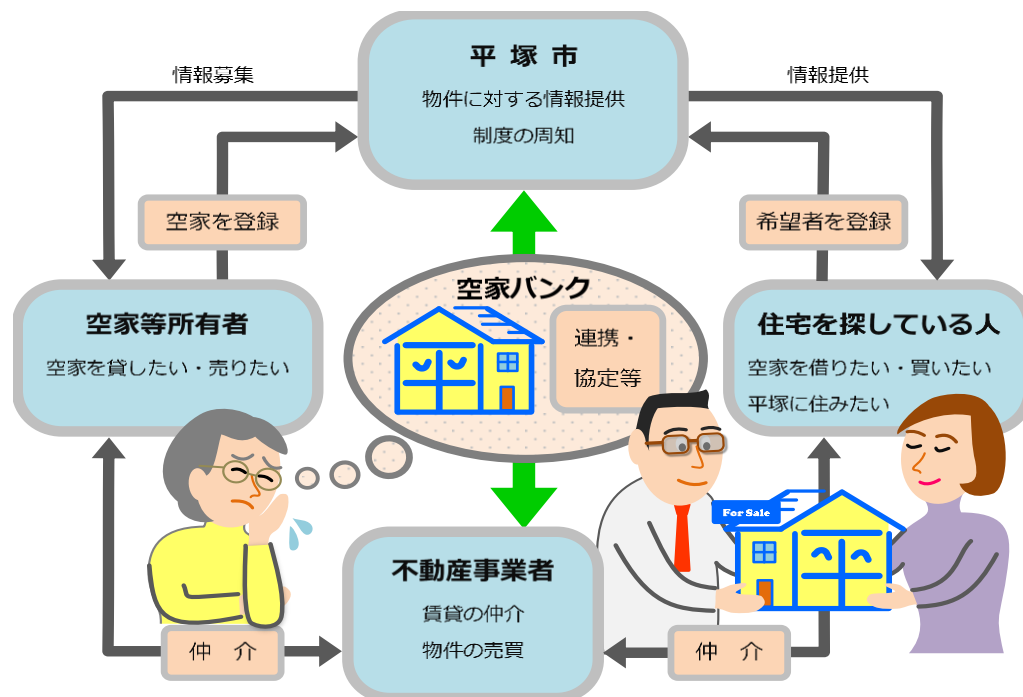 平塚市
物件に対する情報提供
制度の周知
情報募集
情報提供
空家を登録
希望者を登録
空家バンク
連携・
協定等
空家等所有者
空家を貸したい・売りたい
住宅を探している人
空家を借りたい・買いたい
平塚に住みたい
For Sale
不動産事業者
賃貸の仲介
物件の売買
仲　介
仲　介